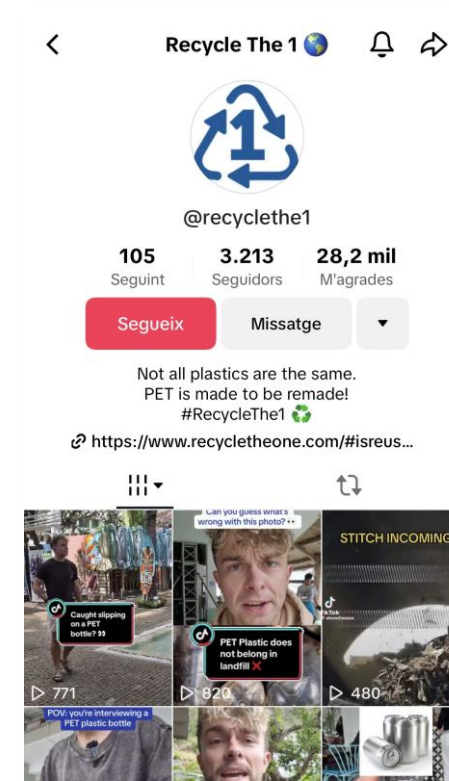 Recycle The 1
1
@recyclethe1
105
Seguint
3.213
Seguidors
28,2 mil
M'agrades
Segueix
Missatge
Not all plastics are the same.
PET is made to be remade!
#RecycleThe1
https://www.recycletheone.com/#isreus...
Caught slipping
on a PET
bottle?
771
Can you guess what's
wrong with this photo?
PET Plastic does
not belong in
landfill
820
STITCH INCOMING
480
POV: you're interviewing a
PET plastic bottle